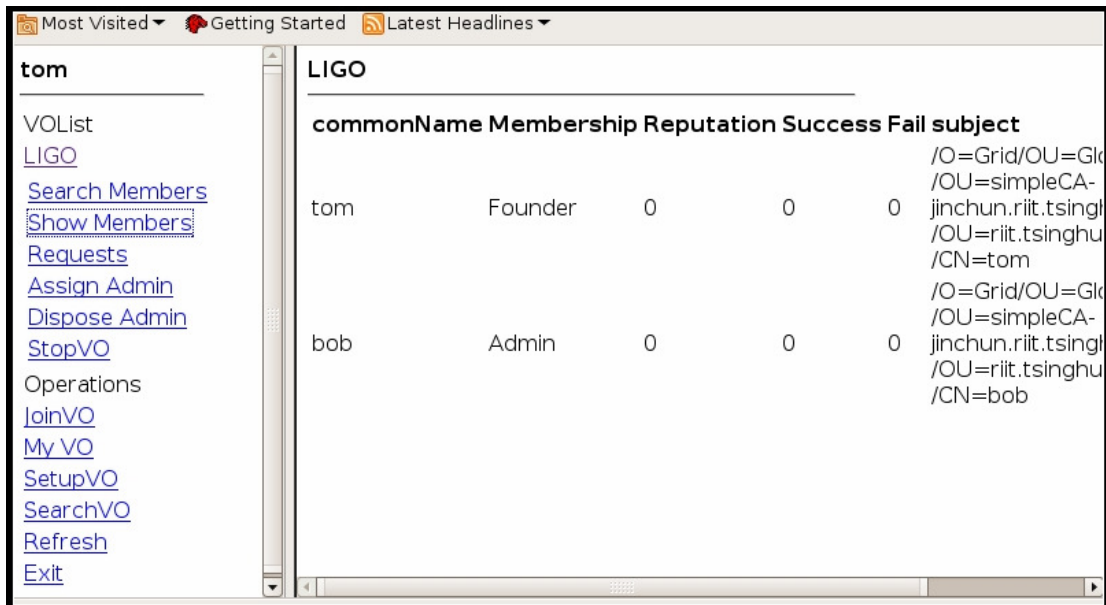 Most Visited Getting Started Latest Headlines
tom
VOList
LIGO
Search Members
Show Members
Requests
Assign Admin
Dispose Admin
StopVO
Operations
JoinVO
My VO
SetupVO
SearchVO
Refresh
Exit
LIGO
commonName Membership Reputation Success Fail subject
tom Founder 0 0 0
/O=Grid/OU=Glo
/OU=simpleCA-
jinchun.riit.tsingh
/OU=riit.tsinghu
/CN=tom
bob Admin 0 0 0
/O=Grid/OU=Glo
/OU=simpleCA-
jinchun.riit.tsingh
/OU=riit.tsinghu
/CN=bob